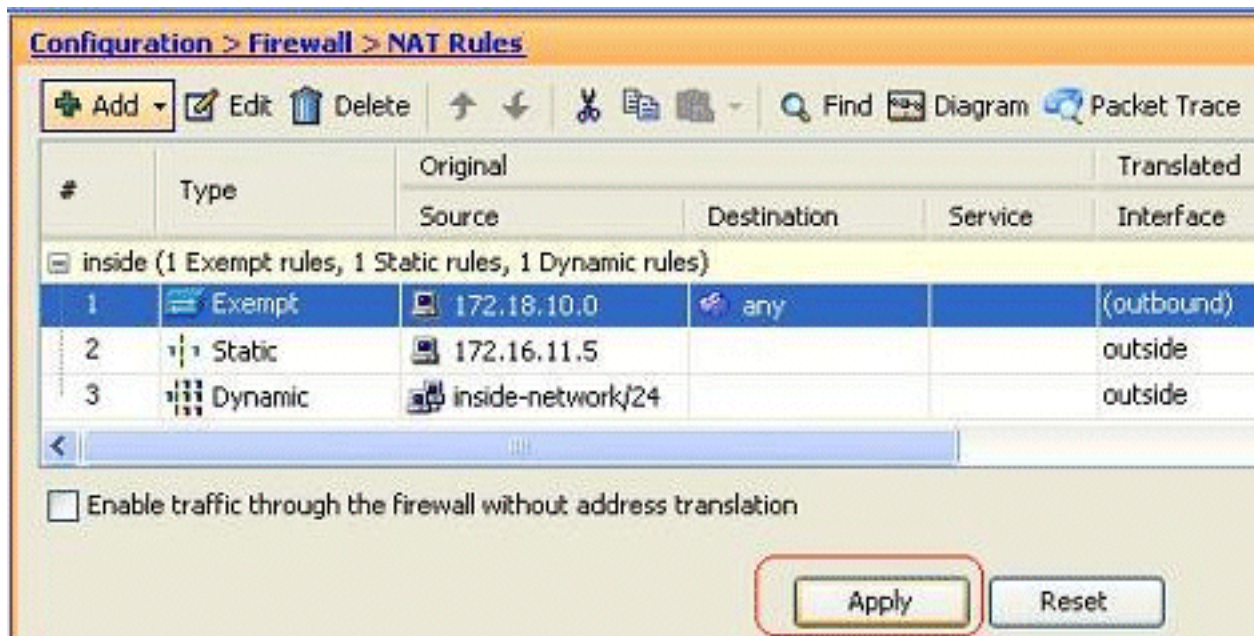 Configuration > Firewall > NAT Rules
Add Edit Delete Find Diagram Packet Trace
# Type Original Translated
Source Destination Service Interface
inside (1 Exempt rules, 1 Static rules, 1 Dynamic rules)
1 Exempt 172.18.10.0 any (outbound)
2 Static 172.16.11.5 outside
3 Dynamic inside-network/24 outside
Enable traffic through the firewall without address translation
Apply Reset